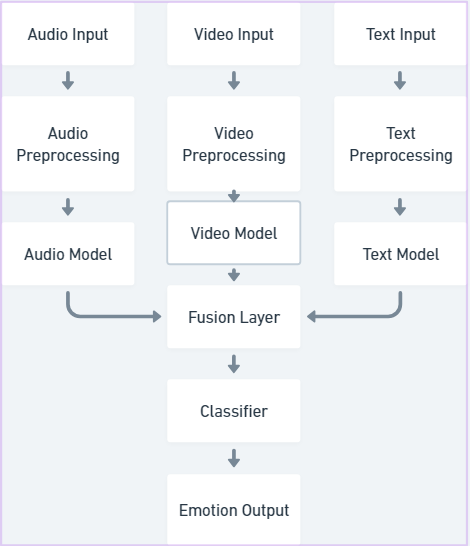 Audio Input
Video Input
Text Input
Audio
Preprocessing
Video
Preprocessing
Text
Preprocessing
Audio Model
Video Model
Text Model
Fusion Layer
Classifier
Emotion Output